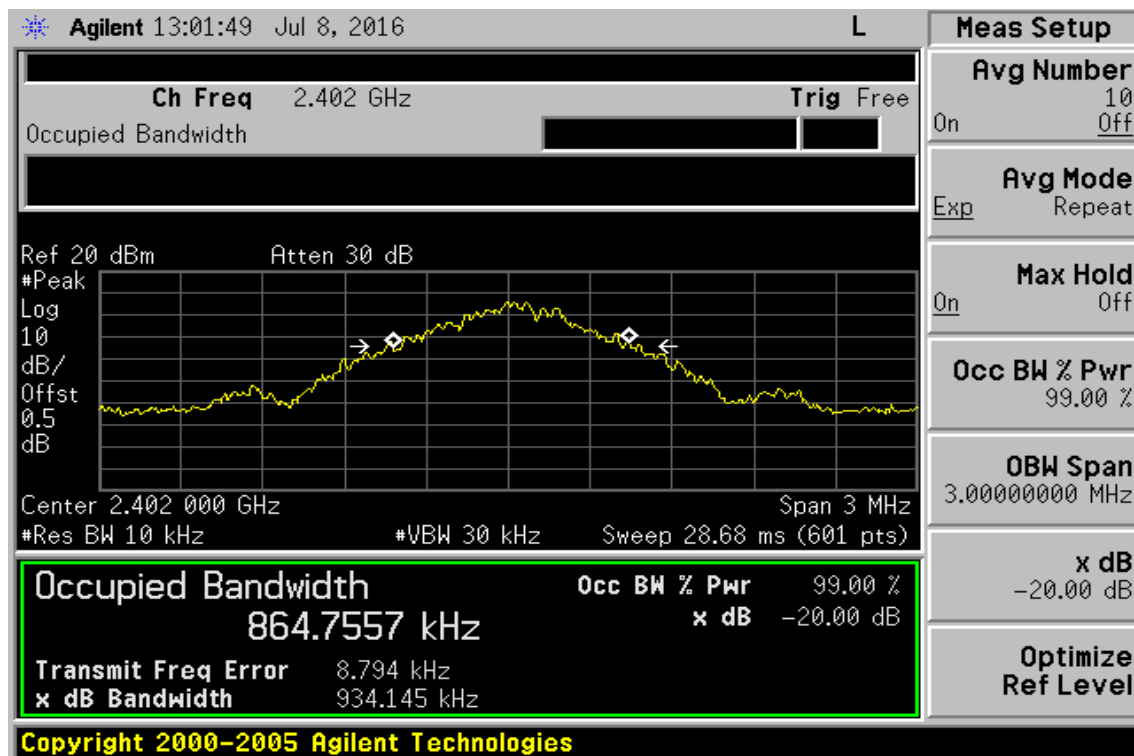 Agilent 13:01:49 Jul 8, 2016 L
Ch Freq 2.402 GHz Trig Free
Occupied Bandwidth
Ref 20 dBm Atten 30 dB
#Peak
Log
10
dB/
Offst
0.5
dB
Center 2.402 000 GHz Span 3 MHz
#Res BW 10 kHz #VBW 30 kHz Sweep 28.68 ms (601 pts)
Occupied Bandwidth Occ BW % Pwr 99.00 %
864.7557 kHz x dB -20.00 dB
Transmit Freq Error 8.794 kHz
x dB Bandwidth 934.145 kHz
Copyright 2000-2005 Agilent Technologies
Meas Setup
Avg Number
10
On Off
Avg Mode
Exp Repeat
Max Hold
On Off
Occ BW % Pwr
99.00 %
OBW Span
3.00000000 MHz
x dB
-20.00 dB
Optimize
Ref Level